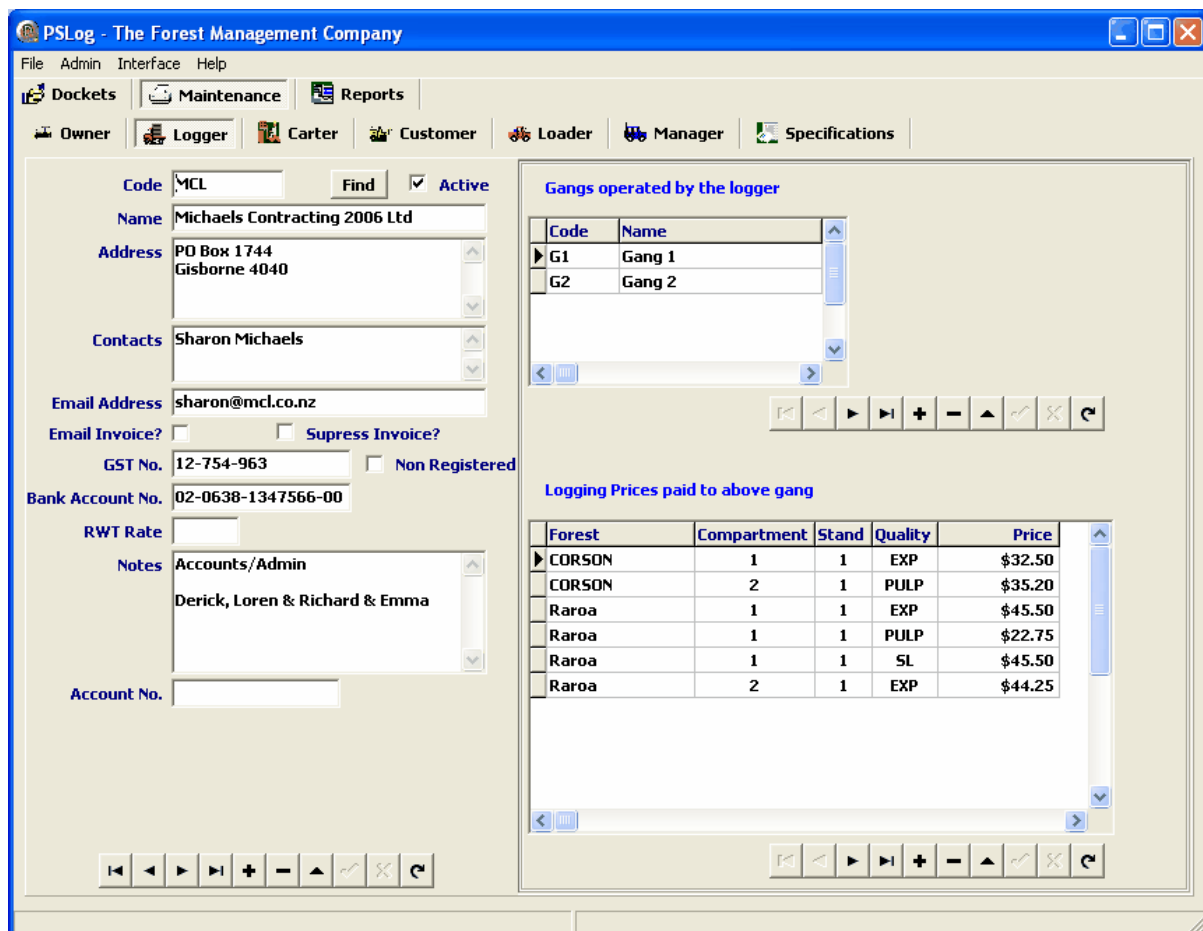 PSLog - The Forest Management Company
File Admin Interface Help
Dockets Maintenance Reports
Owner Logger Carter Customer Loader Manager Specifications
Code MCL Find Active
Name Michaels Contracting 2006 Ltd
Address PO Box 1744
Gisborne 4040
Contacts Sharon Michaels
Email Address sharon@mcl.co.nz
Email Invoice? Supress Invoice?
GST No. 12-754-963 Non Registered
Bank Account No. 02-0638-1347566-00
RWT Rate
Notes Accounts/Admin
Derick, Loren & Richard & Emma
Account No.
Gangs operated by the logger
Code Name
G1 Gang 1
G2 Gang 2
Logging Prices paid to above gang
Forest Compartment Stand Quality Price
CORSON 1 1 EXP $32.50
CORSON 2 1 PULP $35.20
Raroa 1 1 EXP $45.50
Raroa 1 1 PULP $22.75
Raroa 1 1 SL $45.50
Raroa 2 1 EXP $44.25